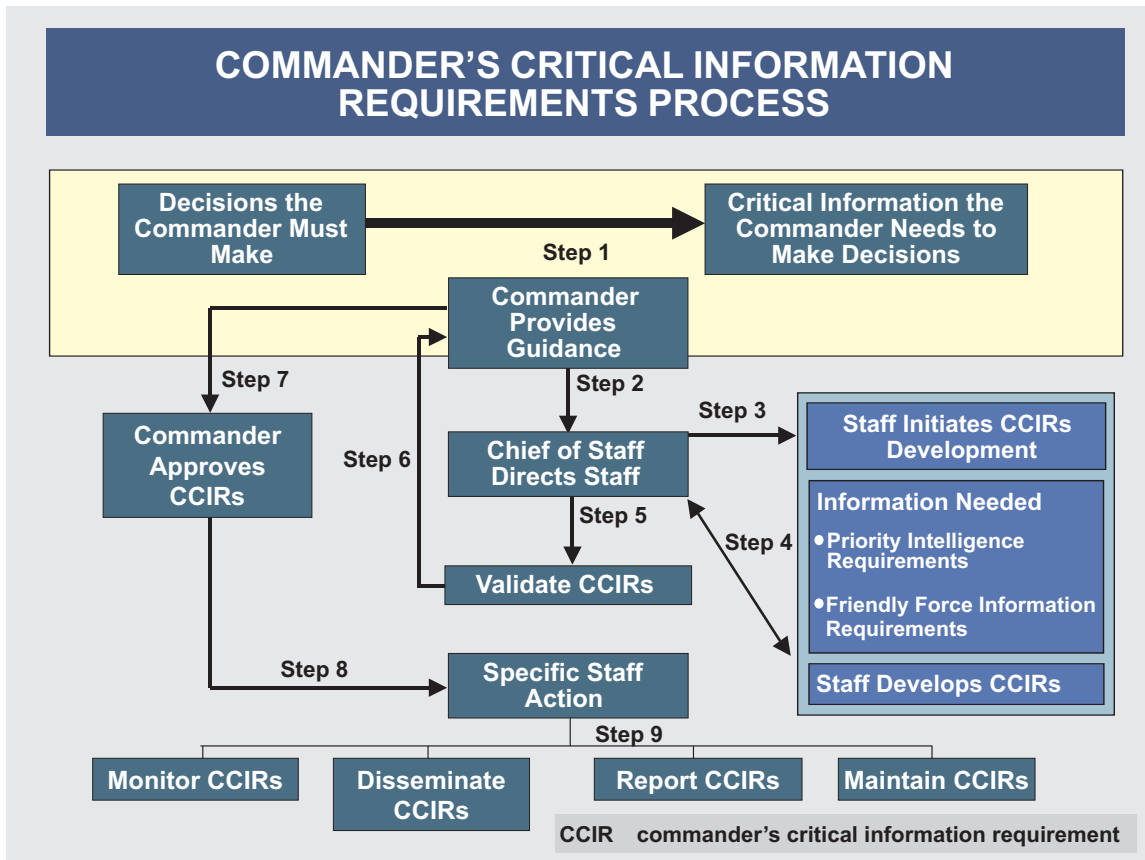 COMMANDER'S CRITICAL INFORMATION
REQUIREMENTS PROCESS
Decisions the
Commander Must
Make
Step 1
Critical Information the
Commander Needs to
Make Decisions
Commander
Provides
Guidance
Step 7
Step 2
Step 3
Commander
Approves
CCIRs
Step 6
Chief of Staff
Directs Staff
Staff Initiates CCIRs
Development
Step 5
Step 4
Information Needed
•Priority Intelligence
Requirements
•Friendly Force Information
Requirements
Validate CCIRs
Staff Develops CCIRs
Step 8
Specific Staff
Action
Step 9
Monitor CCIRs
Disseminate
CCIRs
Report CCIRs
Maintain CCIRs
CCIR commander's critical information requirement